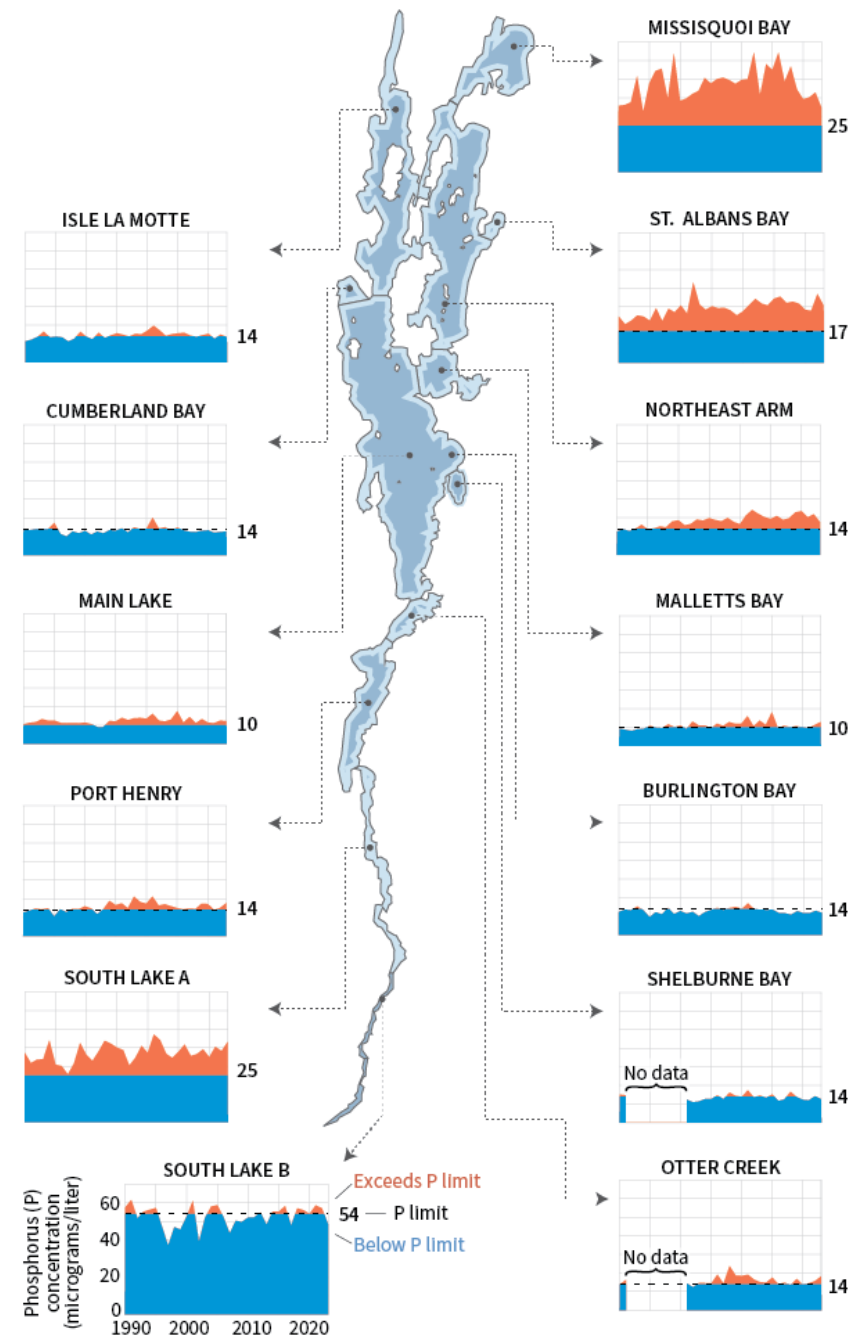 MISSISQUOI BAY
25
ISLE LA MOTTE
14
ST. ALBANS BAY
17
CUMBERLAND BAY
14
NORTHEAST ARM
14
MAIN LAKE
10
MALLETTS BAY
10
PORT HENRY
14
BURLINGTON BAY
14
SOUTH LAKE A
25
SHELBURNE BAY
No data
14
SOUTH LAKE B
Phosphorus (P)
concentration
(micrograms/liter)
60
40
20
0
1990
2000
2010
2020
Exceeds P limit
54
P limit
Below P limit
OTTER CREEK
No data
14